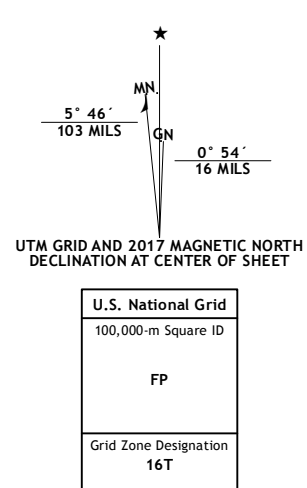 ★
MN.
5° 46´
103 MILS
GN
0° 54´
16 MILS
UTM GRID AND 2017 MAGNETIC NORTH
DECLINATION AT CENTER OF SHEET
U.S. National Grid
100,000-m Square ID
FP
Grid Zone Designation
16T